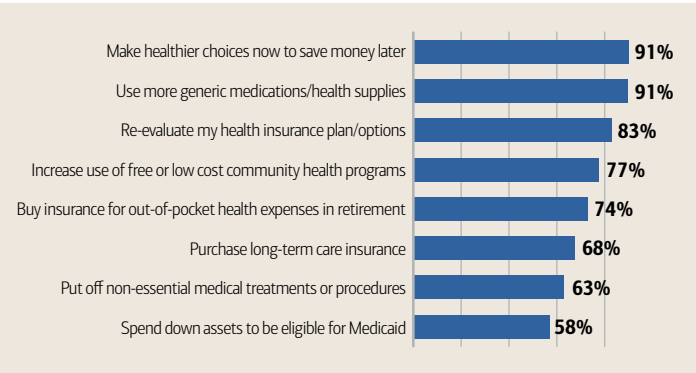 Make healthier choices now to save money later 91%
Use more generic medications/health supplies 91%
Re-evaluate my health insurance plan/options 83%
Increase use of free or low cost community health programs 77%
Buy insurance for out-of-pocket health expenses in retirement 74%
Purchase long-term care insurance 68%
Put off non-essential medical treatments or procedures 63%
Spend down assets to be eligible for Medicaid 58%